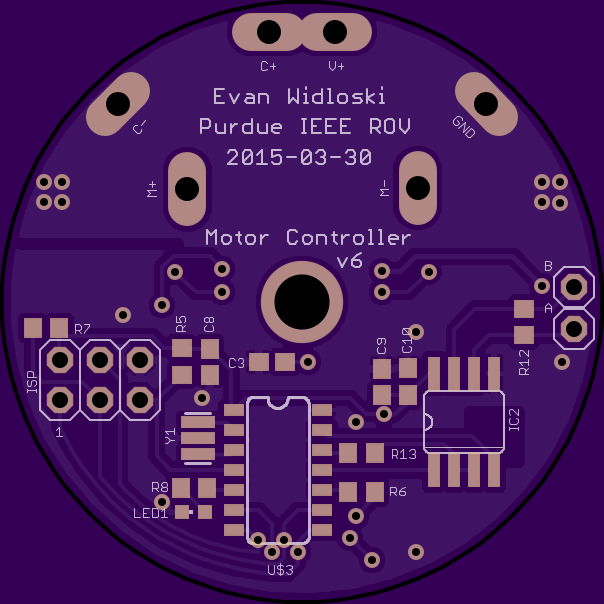 C+ V+
Evan Widloski
Purdue IEEE ROV
2015-03-30
C-
GND
M+
M-
Motor Controller
v6
B
A
R7
R5
C8
C3
C9
C10
R12
ISP
1
Y1
IC2
R13
R8
R6
LED1
U$3